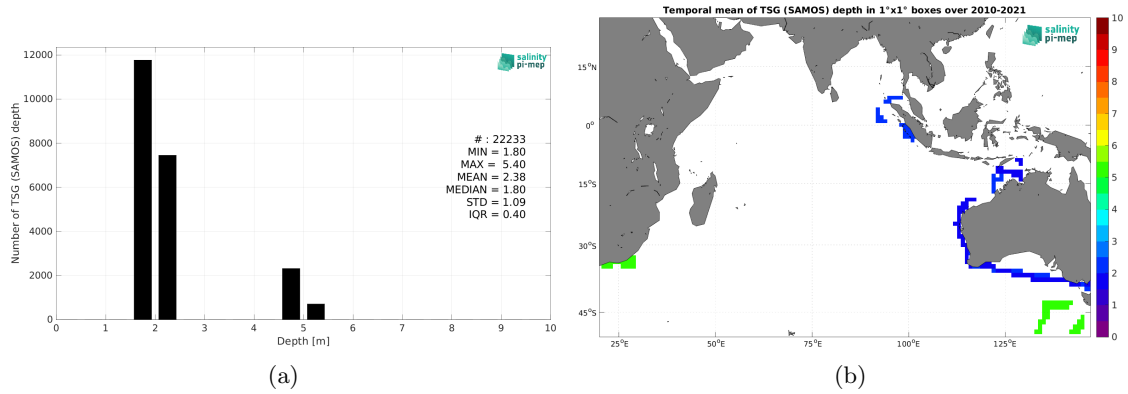 12000
10000
8000
6000
4000
2000
0
Number of TSG (SAMOS) depth
0 1 2 3 4 5 6 7 8 9 10
Depth [m]
salinity
pi-mep
# : 22233
MIN = 1.80
MAX = 5.40
MEAN = 2.38
MEDIAN = 1.80
STD = 1.09
IQR = 0.40
(a)
Temporal mean of TSG (SAMOS) depth in 1°x1° boxes over 2010-2021
salinity
pi-mep
15°N
0°
15°S
30°S
45°S
25°E 50°E 75°E 100°E 125°E
10
9
8
7
6
5
4
3
2
1
0
(b)